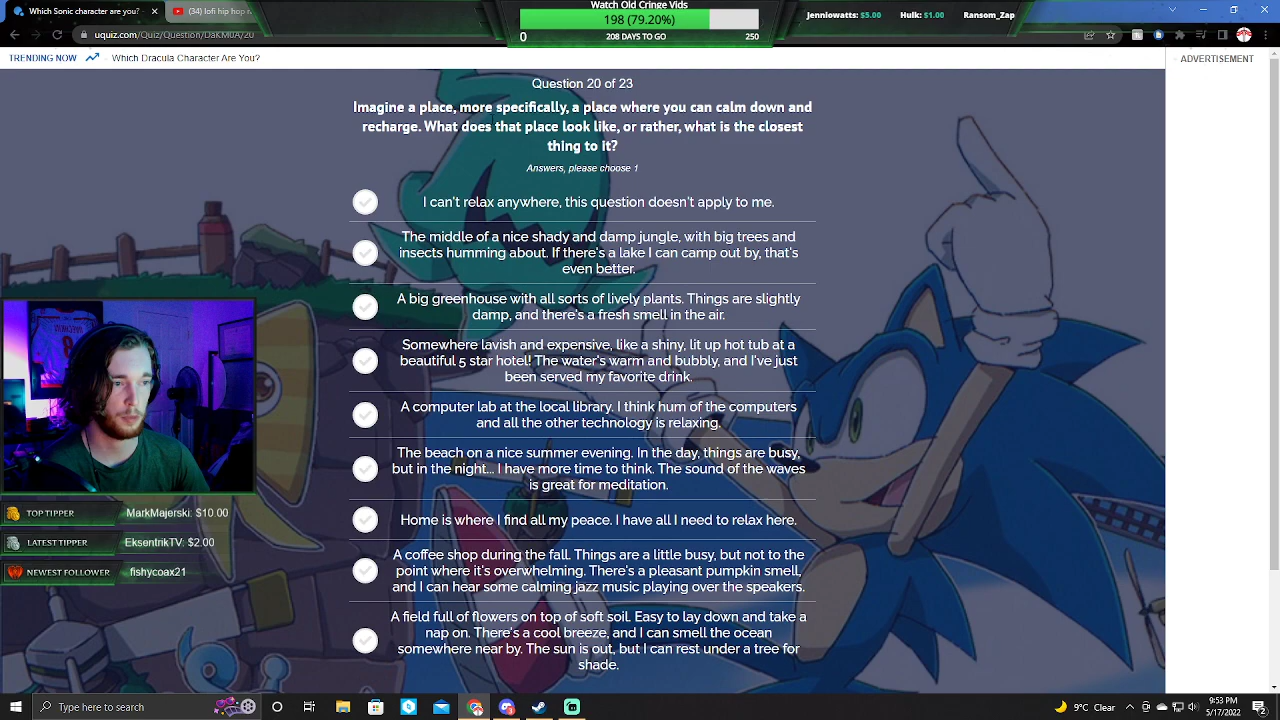 Which Sonic character are you?
(34) lofi hip hop r
Watch Old Cringe Vids
198 (79.20%)
0
208 DAYS TO GO
250
Jenniowatts: $5.00
Hulk: $1.00
Ransom_Zap
TRENDING NOW
Which Dracula Character Are You?
ADVERTISEMENT
Question 20 of 23
Imagine a place, more specifically, a place where you can calm down and
recharge. What does that place look like, or rather, what is the closest
thing to it?
Answers, please choose 1
I can't relax anywhere, this question doesn't apply to me.
The middle of a nice shady and damp jungle, with big trees and
insects humming about. If there's a lake I can camp out by, that's
even better.
A big greenhouse with all sorts of lively plants. Things are slightly
damp, and there's a fresh smell in the air.
Somewhere lavish and expensive, like a shiny, lit up hot tub at a
beautiful 5 star hotel! The water's warm and bubbly, and I've just
been served my favorite drink.
A computer lab at the local library. I think hum of the computers
and all the other technology is relaxing.
The beach on a nice summer evening. In the day, things are busy,
but in the night... I have more time to think. The sound of the waves
is great for meditation.
Home is where I find all my peace. I have all I need to relax here.
A coffee shop during the fall. Things are a little busy, but not to the
point where it's overwhelming. There's a pleasant pumpkin smell,
and I can hear some calming jazz music playing over the speakers.
A field full of flowers on top of soft soil. Easy to lay down and take a
nap on. There's a cool breeze, and I can smell the ocean
somewhere near by. The sun is out, but I can rest under a tree for
shade.
TOP TIPPER
MarkMajerski: $10.00
LATEST TIPPER
EksentrikTV: $2.00
NEWEST FOLLOWER
fishycoax21
Type here to search
9°C Clear
9:53 PM
5/17/2022